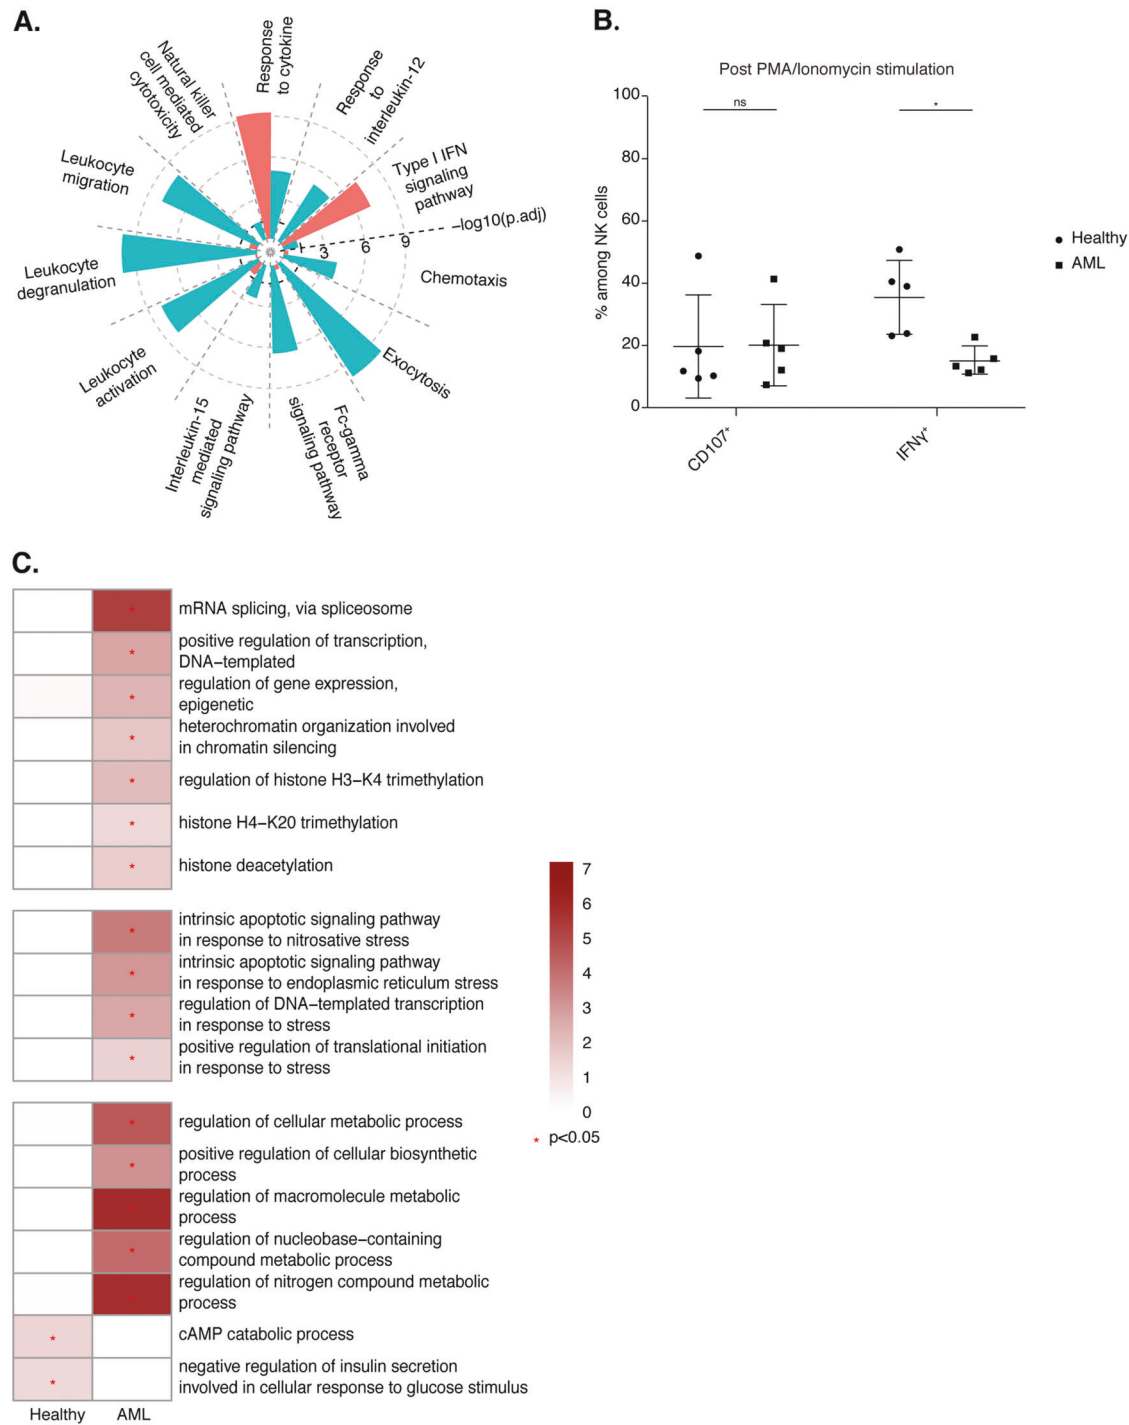 A.
Natural killer
cell mediated
cytotoxicity
Response
to cytokine
Response
to
interleukin-12
Type I IFN
signaling
pathway
–log10(p.adj)
1
3
6
9
Chemotaxis
Exocytosis
Fc-gamma
receptor
signaling pathway
Interleukin-15
mediated
signaling pathway
Leukocyte
activation
Leukocyte
degranulation
Leukocyte
migration
B.
Post PMA/Ionomycin stimulation
% among NK cells
100
80
60
40
20
0
ns
*
CD107⁺
IFNγ⁺
Healthy
AML
C.
* mRNA splicing, via spliceosome
* positive regulation of transcription,
DNA–templated
* regulation of gene expression,
epigenetic
* heterochromatin organization involved
in chromatin silencing
* regulation of histone H3–K4 trimethylation
* histone H4–K20 trimethylation
* histone deacetylation
* intrinsic apoptotic signaling pathway
in response to nitrosative stress
* intrinsic apoptotic signaling pathway
in response to endoplasmic reticulum stress
* regulation of DNA–templated transcription
in response to stress
* positive regulation of translational initiation
in response to stress
* regulation of cellular metabolic process
* positive regulation of cellular biosynthetic
process
* regulation of macromolecule metabolic
process
* regulation of nucleobase–containing
compound metabolic process
* regulation of nitrogen compound metabolic
process
* cAMP catabolic process
* negative regulation of insulin secretion
involved in cellular response to glucose stimulus
Healthy
AML
7
6
5
4
3
2
1
0
* p<0.05